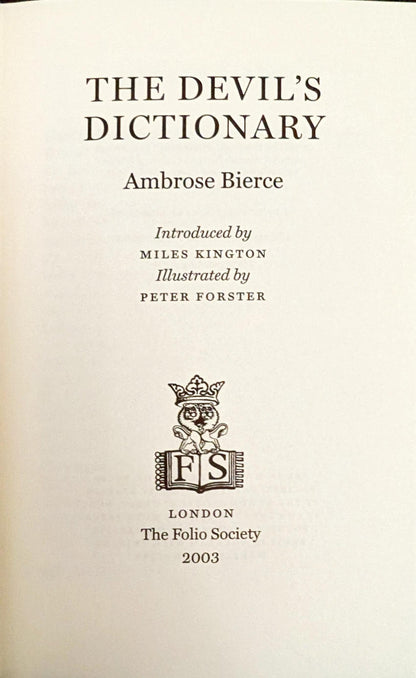 THE DEVIL'S
DICTIONARY
Ambrose Bierce
Introduced by
MILES KINGTON
Illustrated by
PETER FORSTER
FS
LONDON
The Folio Society
2003